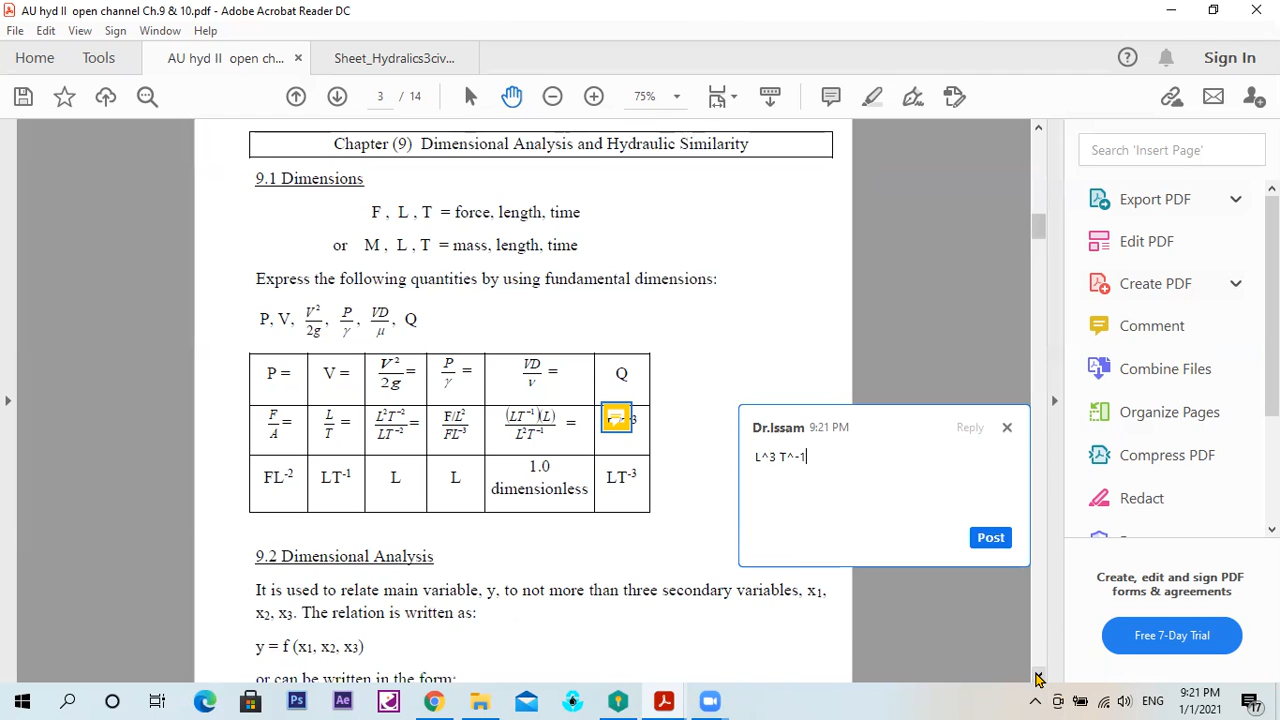 AU hyd II open channel Ch.9 & 10.pdf - Adobe Acrobat Reader DC
File Edit View Sign Window Help
Home Tools AU hyd II open ch... × Sheet_Hydralics3civ... Sign In
3 / 14 75%
Chapter (9) Dimensional Analysis and Hydraulic Similarity
9.1 Dimensions
F , L , T = force, length, time
or M , L , T = mass, length, time
Express the following quantities by using fundamental dimensions:
P, V, V²/2g, P/γ, VD/μ, Q
P = V = V²/2g = P/γ = VD/ν = Q
F/A = L/T = L²T⁻²/LT⁻² = F/L²/FL⁻³ (LT⁻¹)(L)/L²T⁻¹ = 3
FL⁻² LT⁻¹ L L 1.0 dimensionless LT⁻³
9.2 Dimensional Analysis
It is used to relate main variable, y, to not more than three secondary variables, x₁,
x₂, x₃. The relation is written as:
y = f (x₁, x₂, x₃)
or can be written in the form:
Dr.Issam 9:21 PM Reply
L^3 T^-1
Post
Search 'Insert Page'
Export PDF
Edit PDF
Create PDF
Comment
Combine Files
Organize Pages
Compress PDF
Redact
Create, edit and sign PDF
forms & agreements
Free 7-Day Trial
Ps Ae ENG
9:21 PM
1/1/2021
17